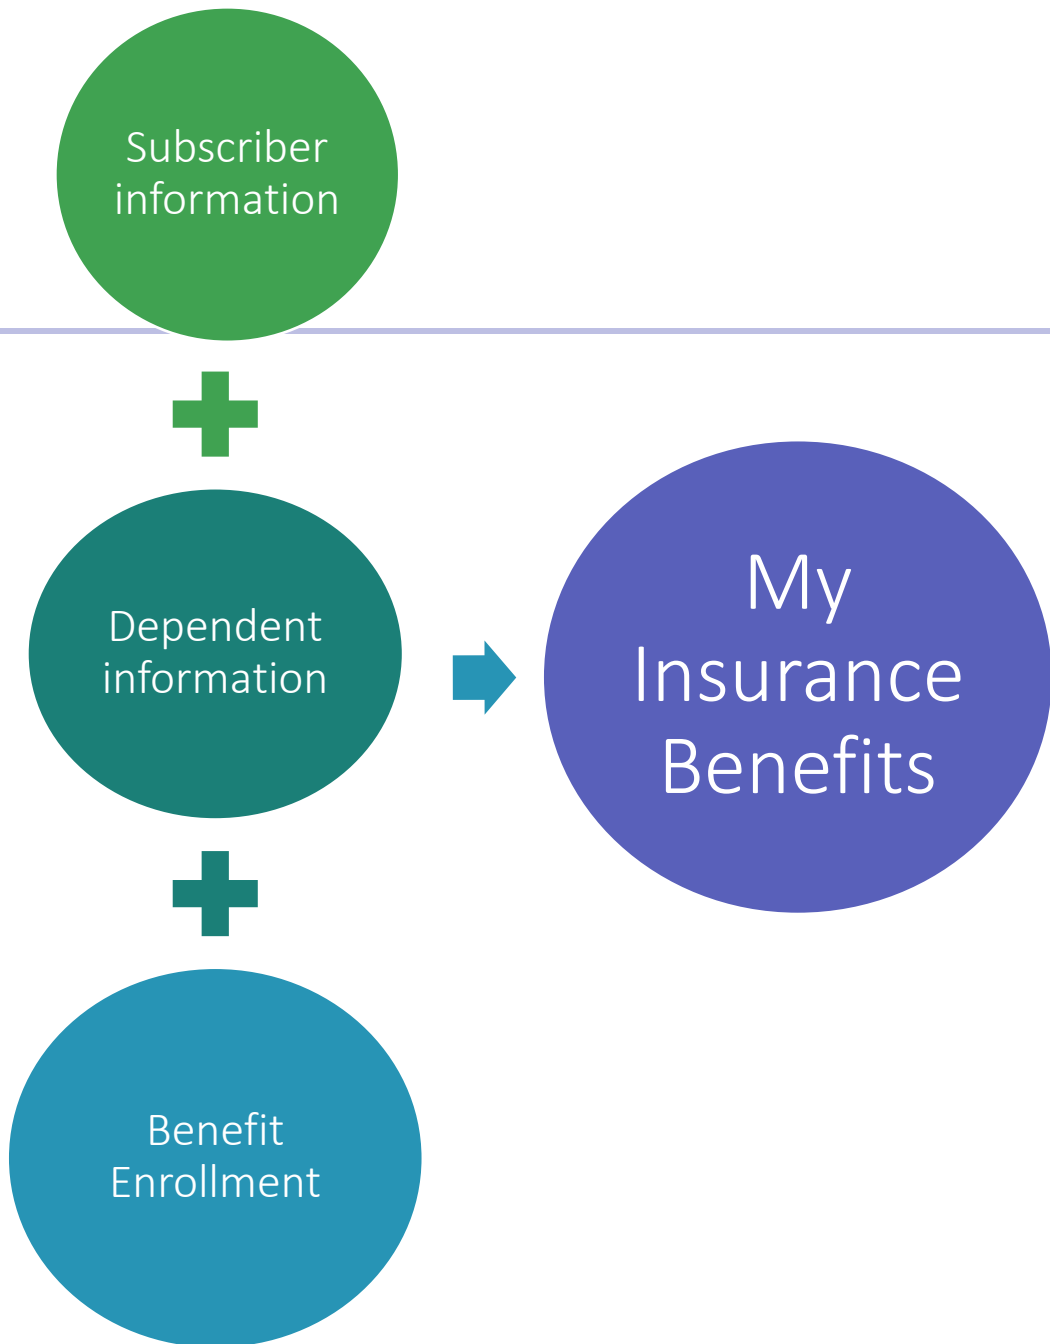 Subscriber
information
Dependent
information
My
Insurance
Benefits
Benefit
Enrollment